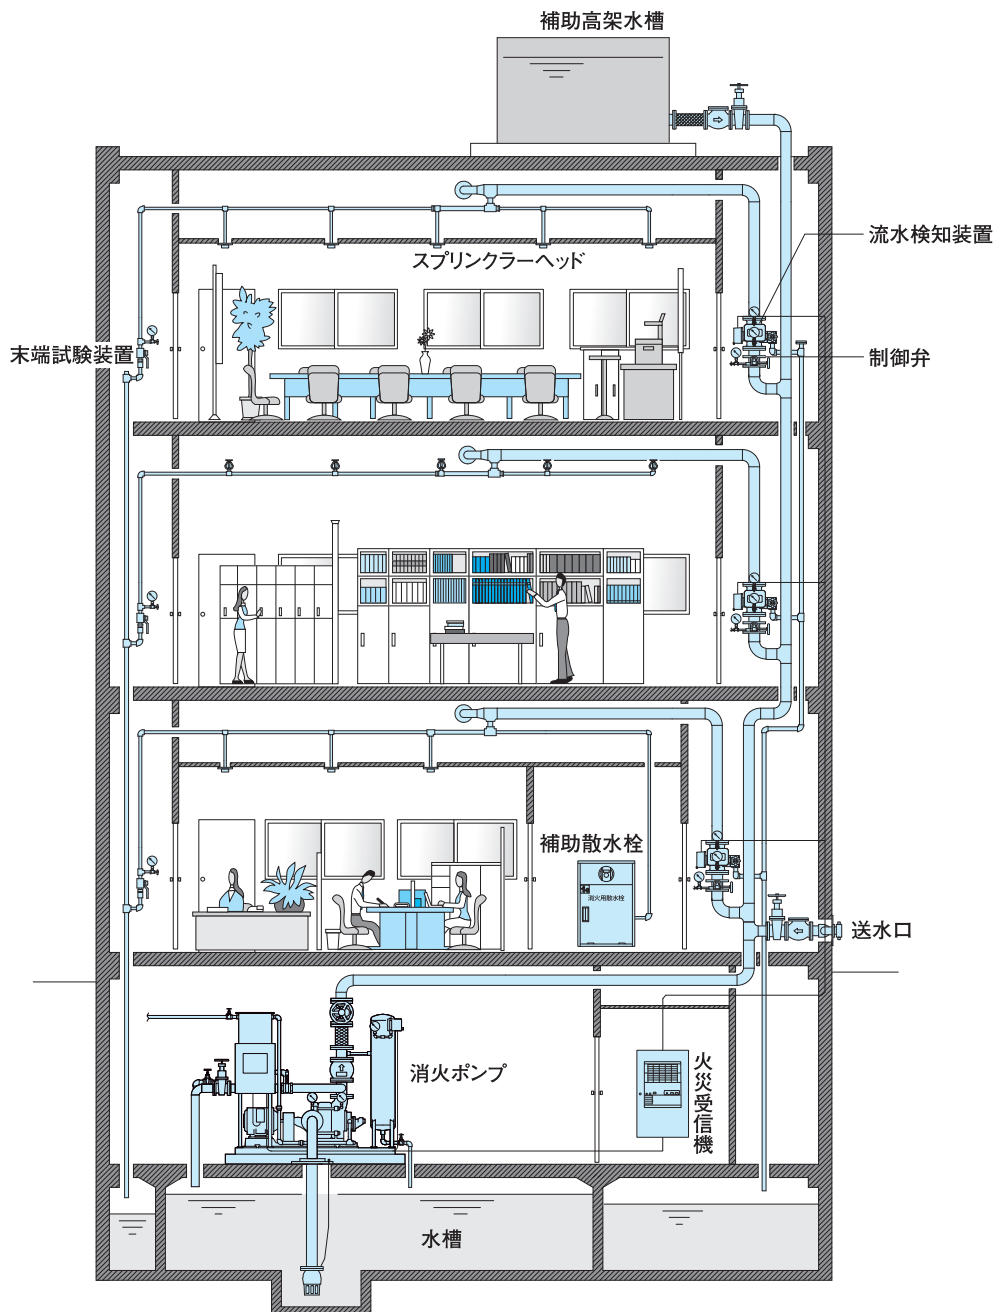 補助高架水槽
流水検知装置
スプリンクラーヘッド
末端試験装置
制御弁
補助散水栓
消火用散水栓
送水口
消火ポンプ
火災受信機
水槽